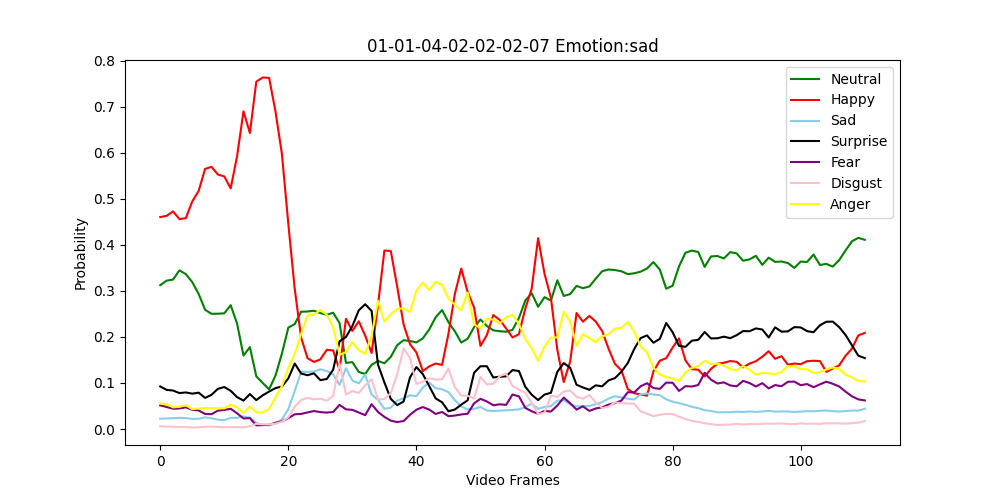 01-01-04-02-02-02-07 Emotion:sad
0.8
0.7
0.6
0.5
0.4
0.3
0.2
0.1
0.0
Probability
Neutral
Happy
Sad
Surprise
Fear
Disgust
Anger
0 20 40 60 80 100
Video Frames